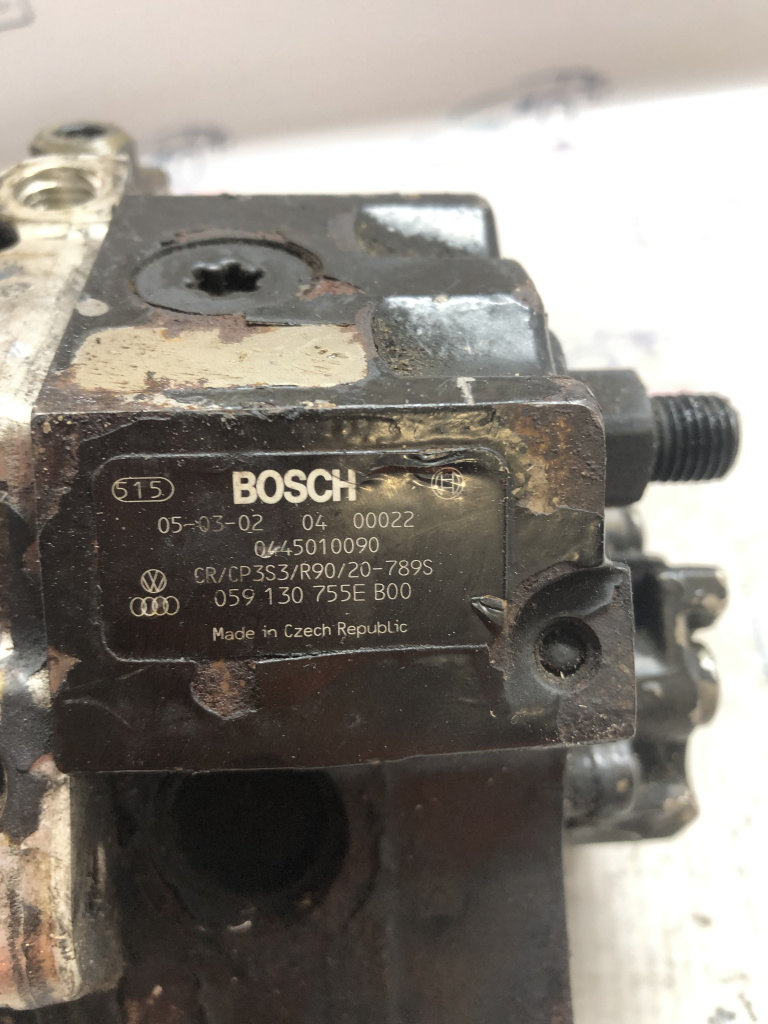 515 BOSCH
05-03-02 04 00022
0445010090
CR/CP3S3/R90/20-789S
059 130 755E B00
Made in Czech Republic